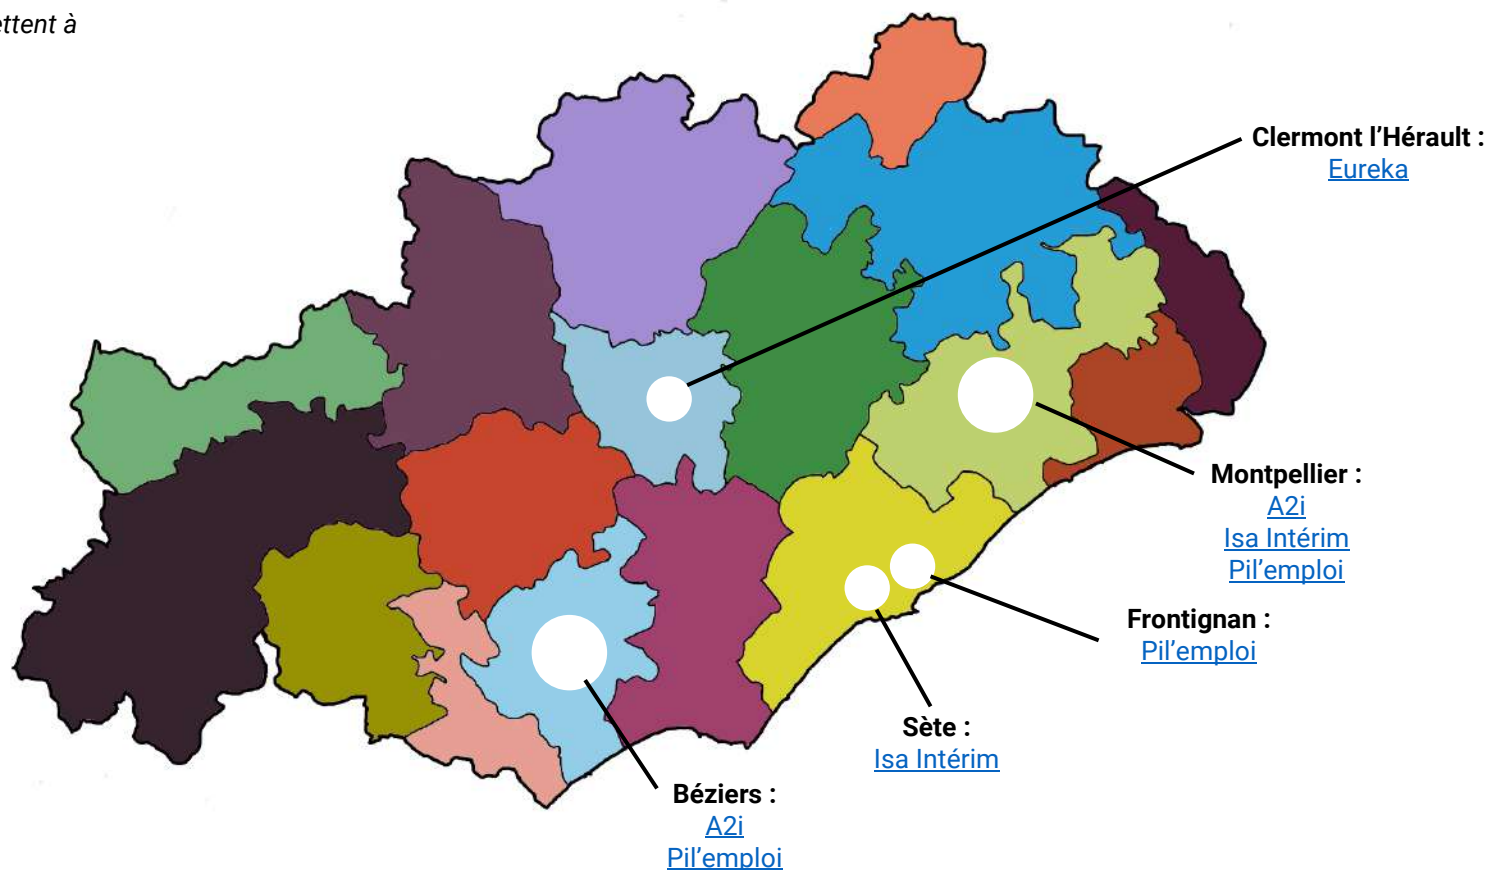 ettent à
Clermont l’Hérault :
Eureka
Montpellier :
A2i
Isa Intérim
Pil’emploi
Frontignan :
Pil’emploi
Sète :
Isa Intérim
Béziers :
A2i
Pil’emploi